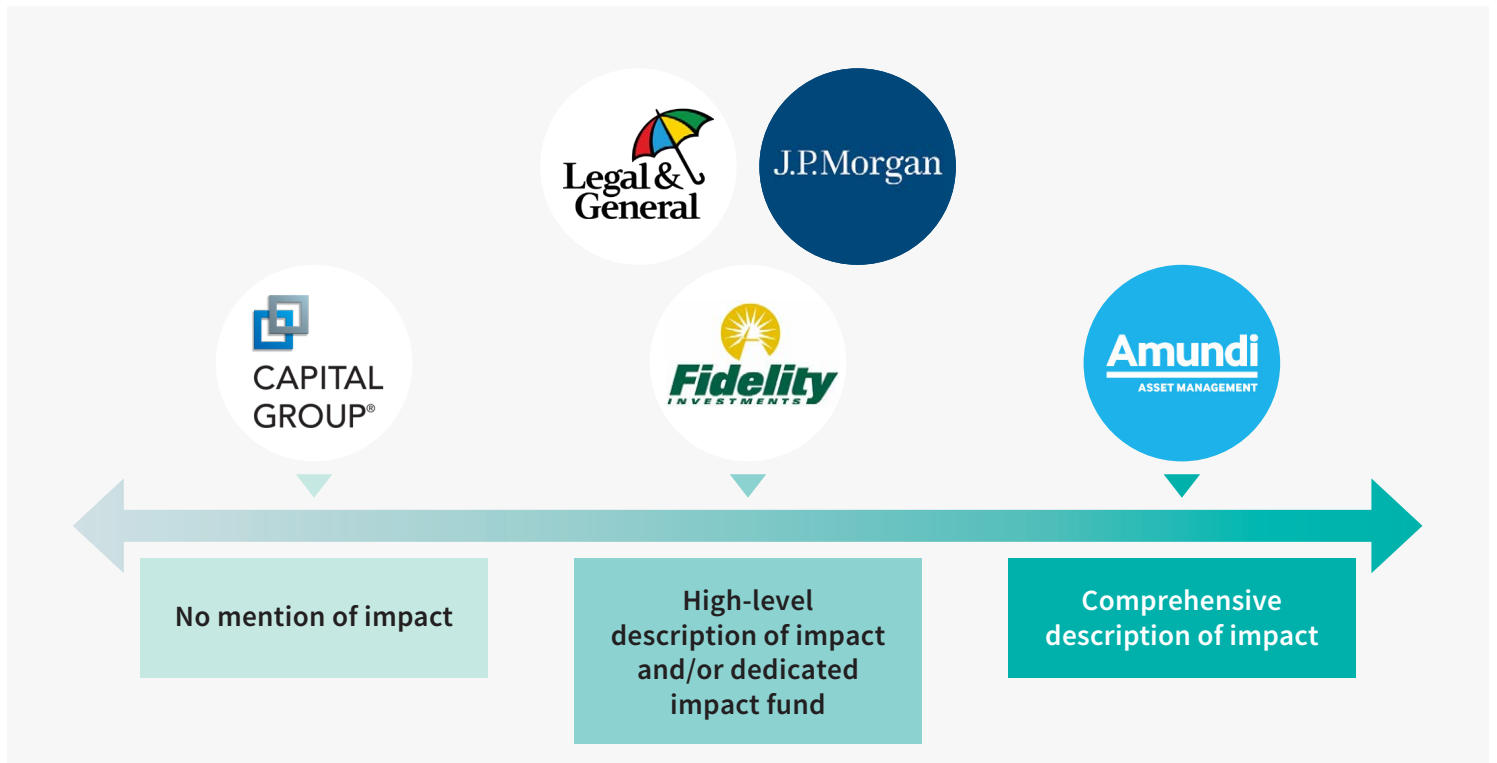 Legal &
General
J.P.Morgan
CAPITAL
GROUP®
Fidelity
INVESTMENTS
Amundi
ASSET MANAGEMENT
No mention of impact
High-level
description of impact
and/or dedicated
impact fund
Comprehensive
description of impact